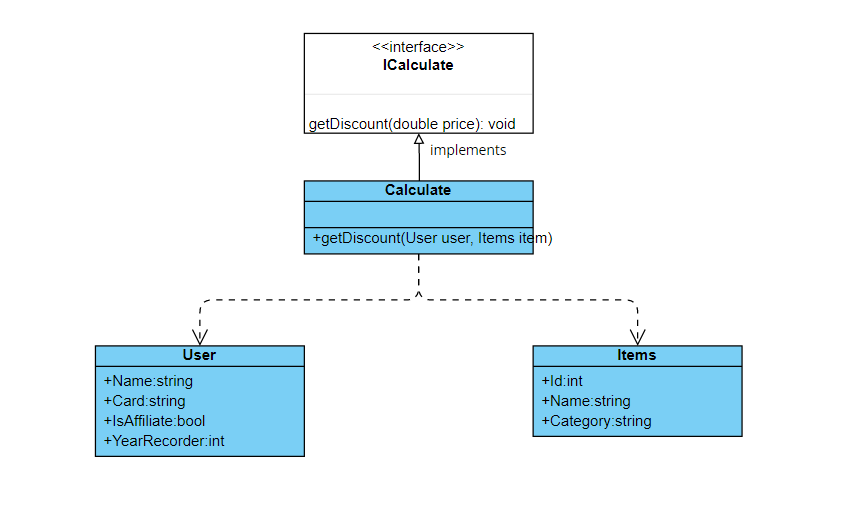 <<interface>>
ICalculate
getDiscount(double price): void
implements
Calculate
+getDiscount(User user, Items item)
User
+Name:string
+Card:string
+IsAffiliate:bool
+YearRecorder:int
Items
+Id:int
+Name:string
+Category:string